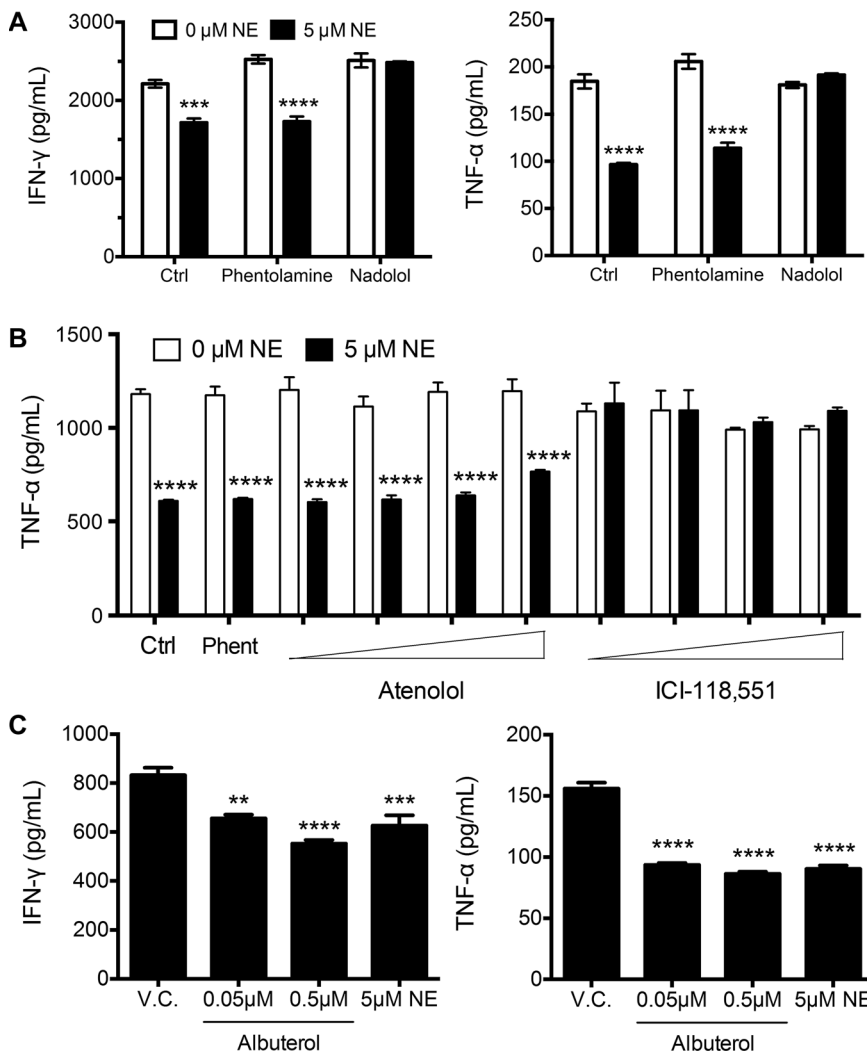 A
0 µM NE 5 µM NE
IFN-γ (pg/mL)
3000
2000
1000
0
*** ****
Ctrl Phentolamine Nadolol
TNF-α (pg/mL)
250
200
150
100
50
0
**** ****
Ctrl Phentolamine Nadolol
B
0 µM NE 5 µM NE
TNF-α (pg/mL)
1500
1000
500
0
**** **** **** **** **** ****
Ctrl Phent
Atenolol ICI-118,551
C
IFN-γ (pg/mL)
1000
800
600
400
200
0
** **** ***
V.C. 0.05µM 0.5µM 5µM NE
Albuterol
TNF-α (pg/mL)
200
150
100
50
0
**** **** ****
V.C. 0.05µM 0.5µM 5µM NE
Albuterol